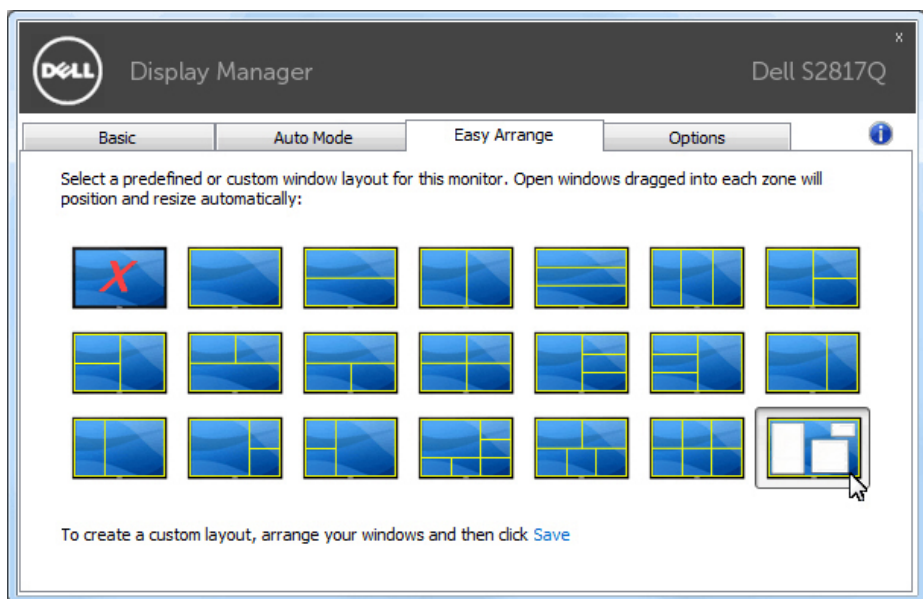 DELL
Display Manager
Dell S2817Q
x
Basic
Auto Mode
Easy Arrange
Options
i
Select a predefined or custom window layout for this monitor. Open windows dragged into each zone will
position and resize automatically:
X
To create a custom layout, arrange your windows and then click Save